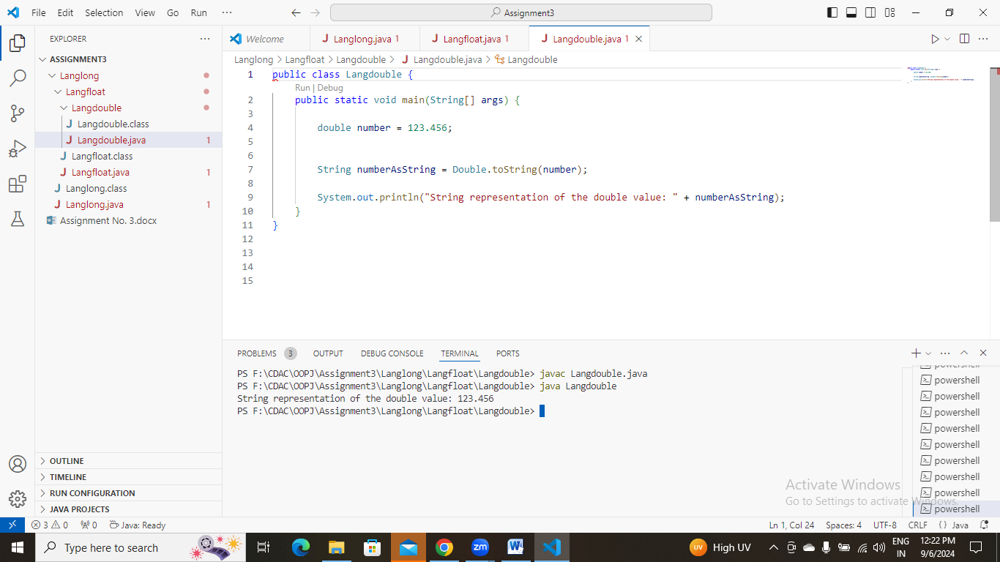 File Edit Selection View Go Run ··· Assignment3
EXPLORER ···
ASSIGNMENT3
Langlong
Langfloat
Langdouble
Langdouble.class
Langdouble.java 1
Langfloat.class
Langfloat.java 1
Langlong.class
Langlong.java 1
Assignment No. 3.docx
OUTLINE
TIMELINE
RUN CONFIGURATION
JAVA PROJECTS
Welcome Langlong.java 1 Langfloat.java 1 Langdouble.java 1
Langlong > Langfloat > Langdouble > Langdouble.java > Langdouble
1 public class Langdouble {
Run | Debug
2 public static void main(String[] args) {
3
4 double number = 123.456;
5
6
7 String numberAsString = Double.toString(number);
8
9 System.out.println("String representation of the double value: " + numberAsString);
10 }
11 }
12
13
14
15
PROBLEMS 3 OUTPUT DEBUG CONSOLE TERMINAL PORTS
PS F:\CDAC\OOPJ\Assignment3\Langlong\Langfloat\Langdouble> javac Langdouble.java
PS F:\CDAC\OOPJ\Assignment3\Langlong\Langfloat\Langdouble> java Langdouble
String representation of the double value: 123.456
PS F:\CDAC\OOPJ\Assignment3\Langlong\Langfloat\Langdouble>
powershell
powershell
powershell
powershell
powershell
powershell
powershell
powershell
powershell
powershell
Activate Windows
Go to Settings to activate Windows.
3 0 0 Java: Ready Ln 1, Col 24 Spaces: 4 UTF-8 CRLF {} Java
Type here to search zm W UV High UV ENG 12:22 PM
IN 9/6/2024